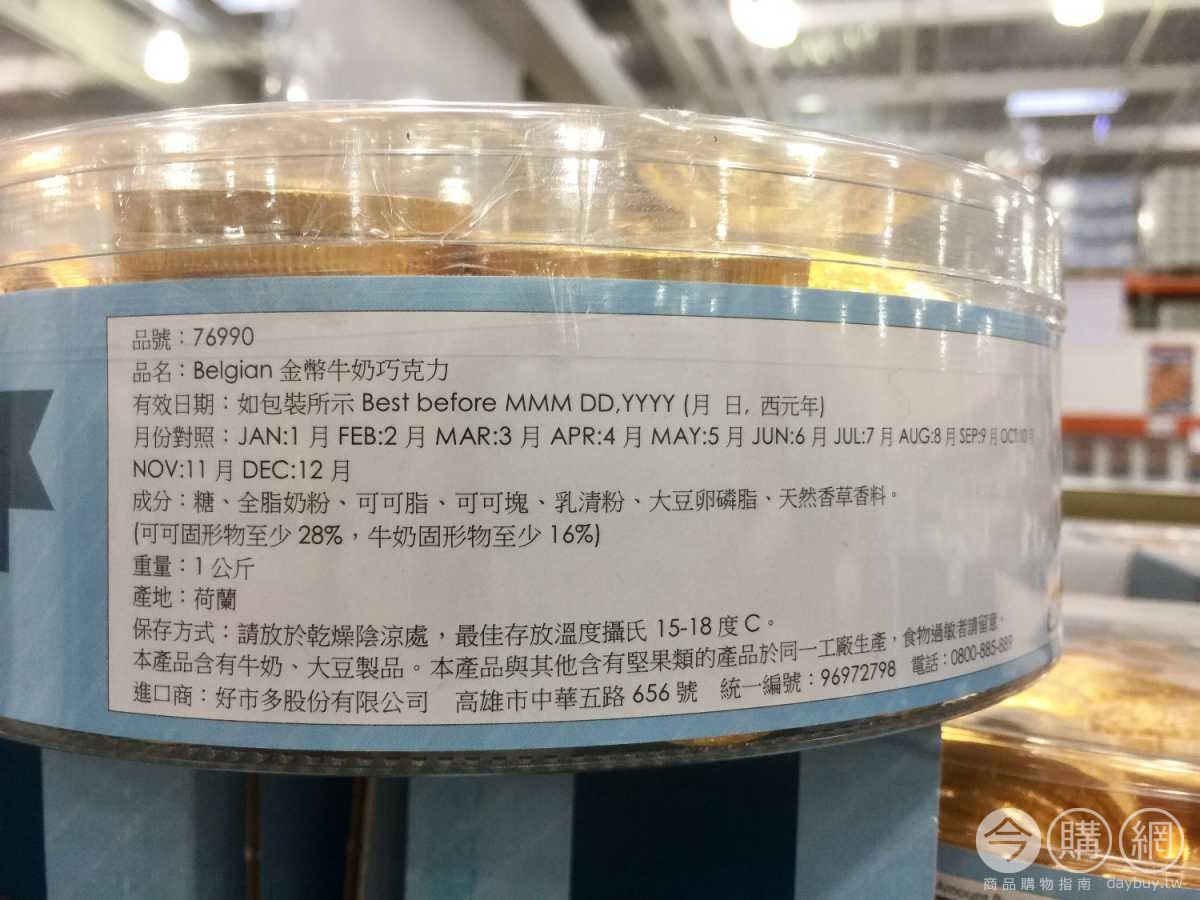 品號：76990
品名：Belgian 金幣牛奶巧克力
有效日期：如包裝所示 Best before MMM DD,YYYY (月 日, 西元年)
月份對照：JAN:1 月 FEB:2 月 MAR:3 月 APR:4 月 MAY:5 月 JUN:6 月 JUL:7 月 AUG:8 月 SEP:9 月 OCT:10 月
NOV:11 月 DEC:12 月
成分：糖、全脂奶粉、可可脂、可可塊、乳清粉、大豆卵磷脂、天然香草香料。
(可可固形物至少 28%，牛奶固形物至少 16%)
重量：1 公斤
產地：荷蘭
保存方式：請放於乾燥陰涼處，最佳存放溫度攝氏 15-18 度 C。
本產品含有牛奶、大豆製品。本產品與其他含有堅果類的產品於同一工廠生產，食物過敏者請留意。
進口商：好市多股份有限公司 高雄市中華五路 656 號 統一編號：96972798 電話：0800-885-889
今購網
商品購物指南 daybuy.tw